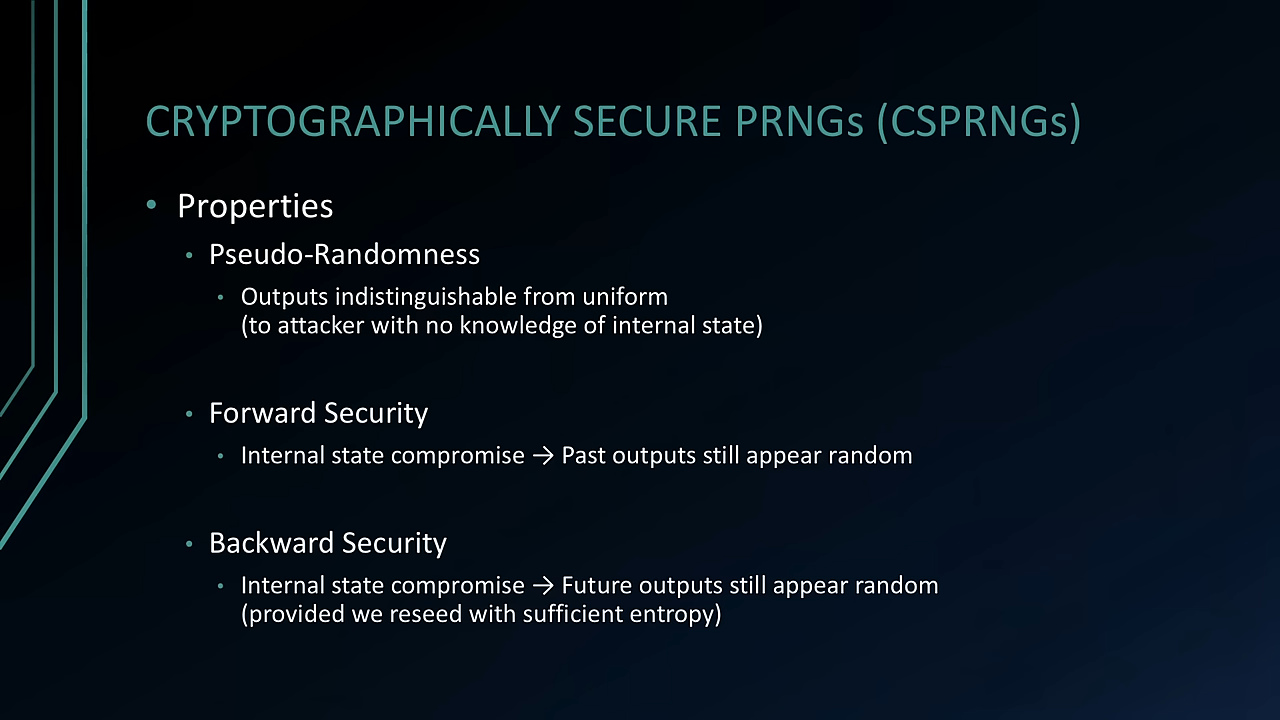 CRYPTOGRAPHICALLY SECURE PRNGs (CSPRNGs)
• Properties
• Pseudo-Randomness
• Outputs indistinguishable from uniform
(to attacker with no knowledge of internal state)
• Forward Security
• Internal state compromise → Past outputs still appear random
• Backward Security
• Internal state compromise → Future outputs still appear random
(provided we reseed with sufficient entropy)